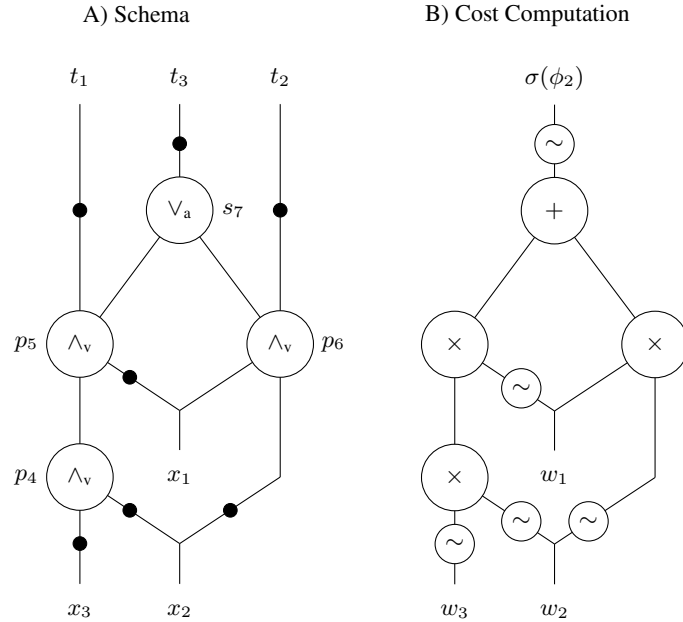 A) Schema B) Cost Computation
t₁ t₃ t₂ σ(ϕ₂)
∼
∨ₐ s₇ +
p₅ ∧ᵥ ∧ᵥ p₆ × ×
∼
p₄ ∧ᵥ x₁ × w₁
∼ ∼
∼
x₃ x₂ w₃ w₂